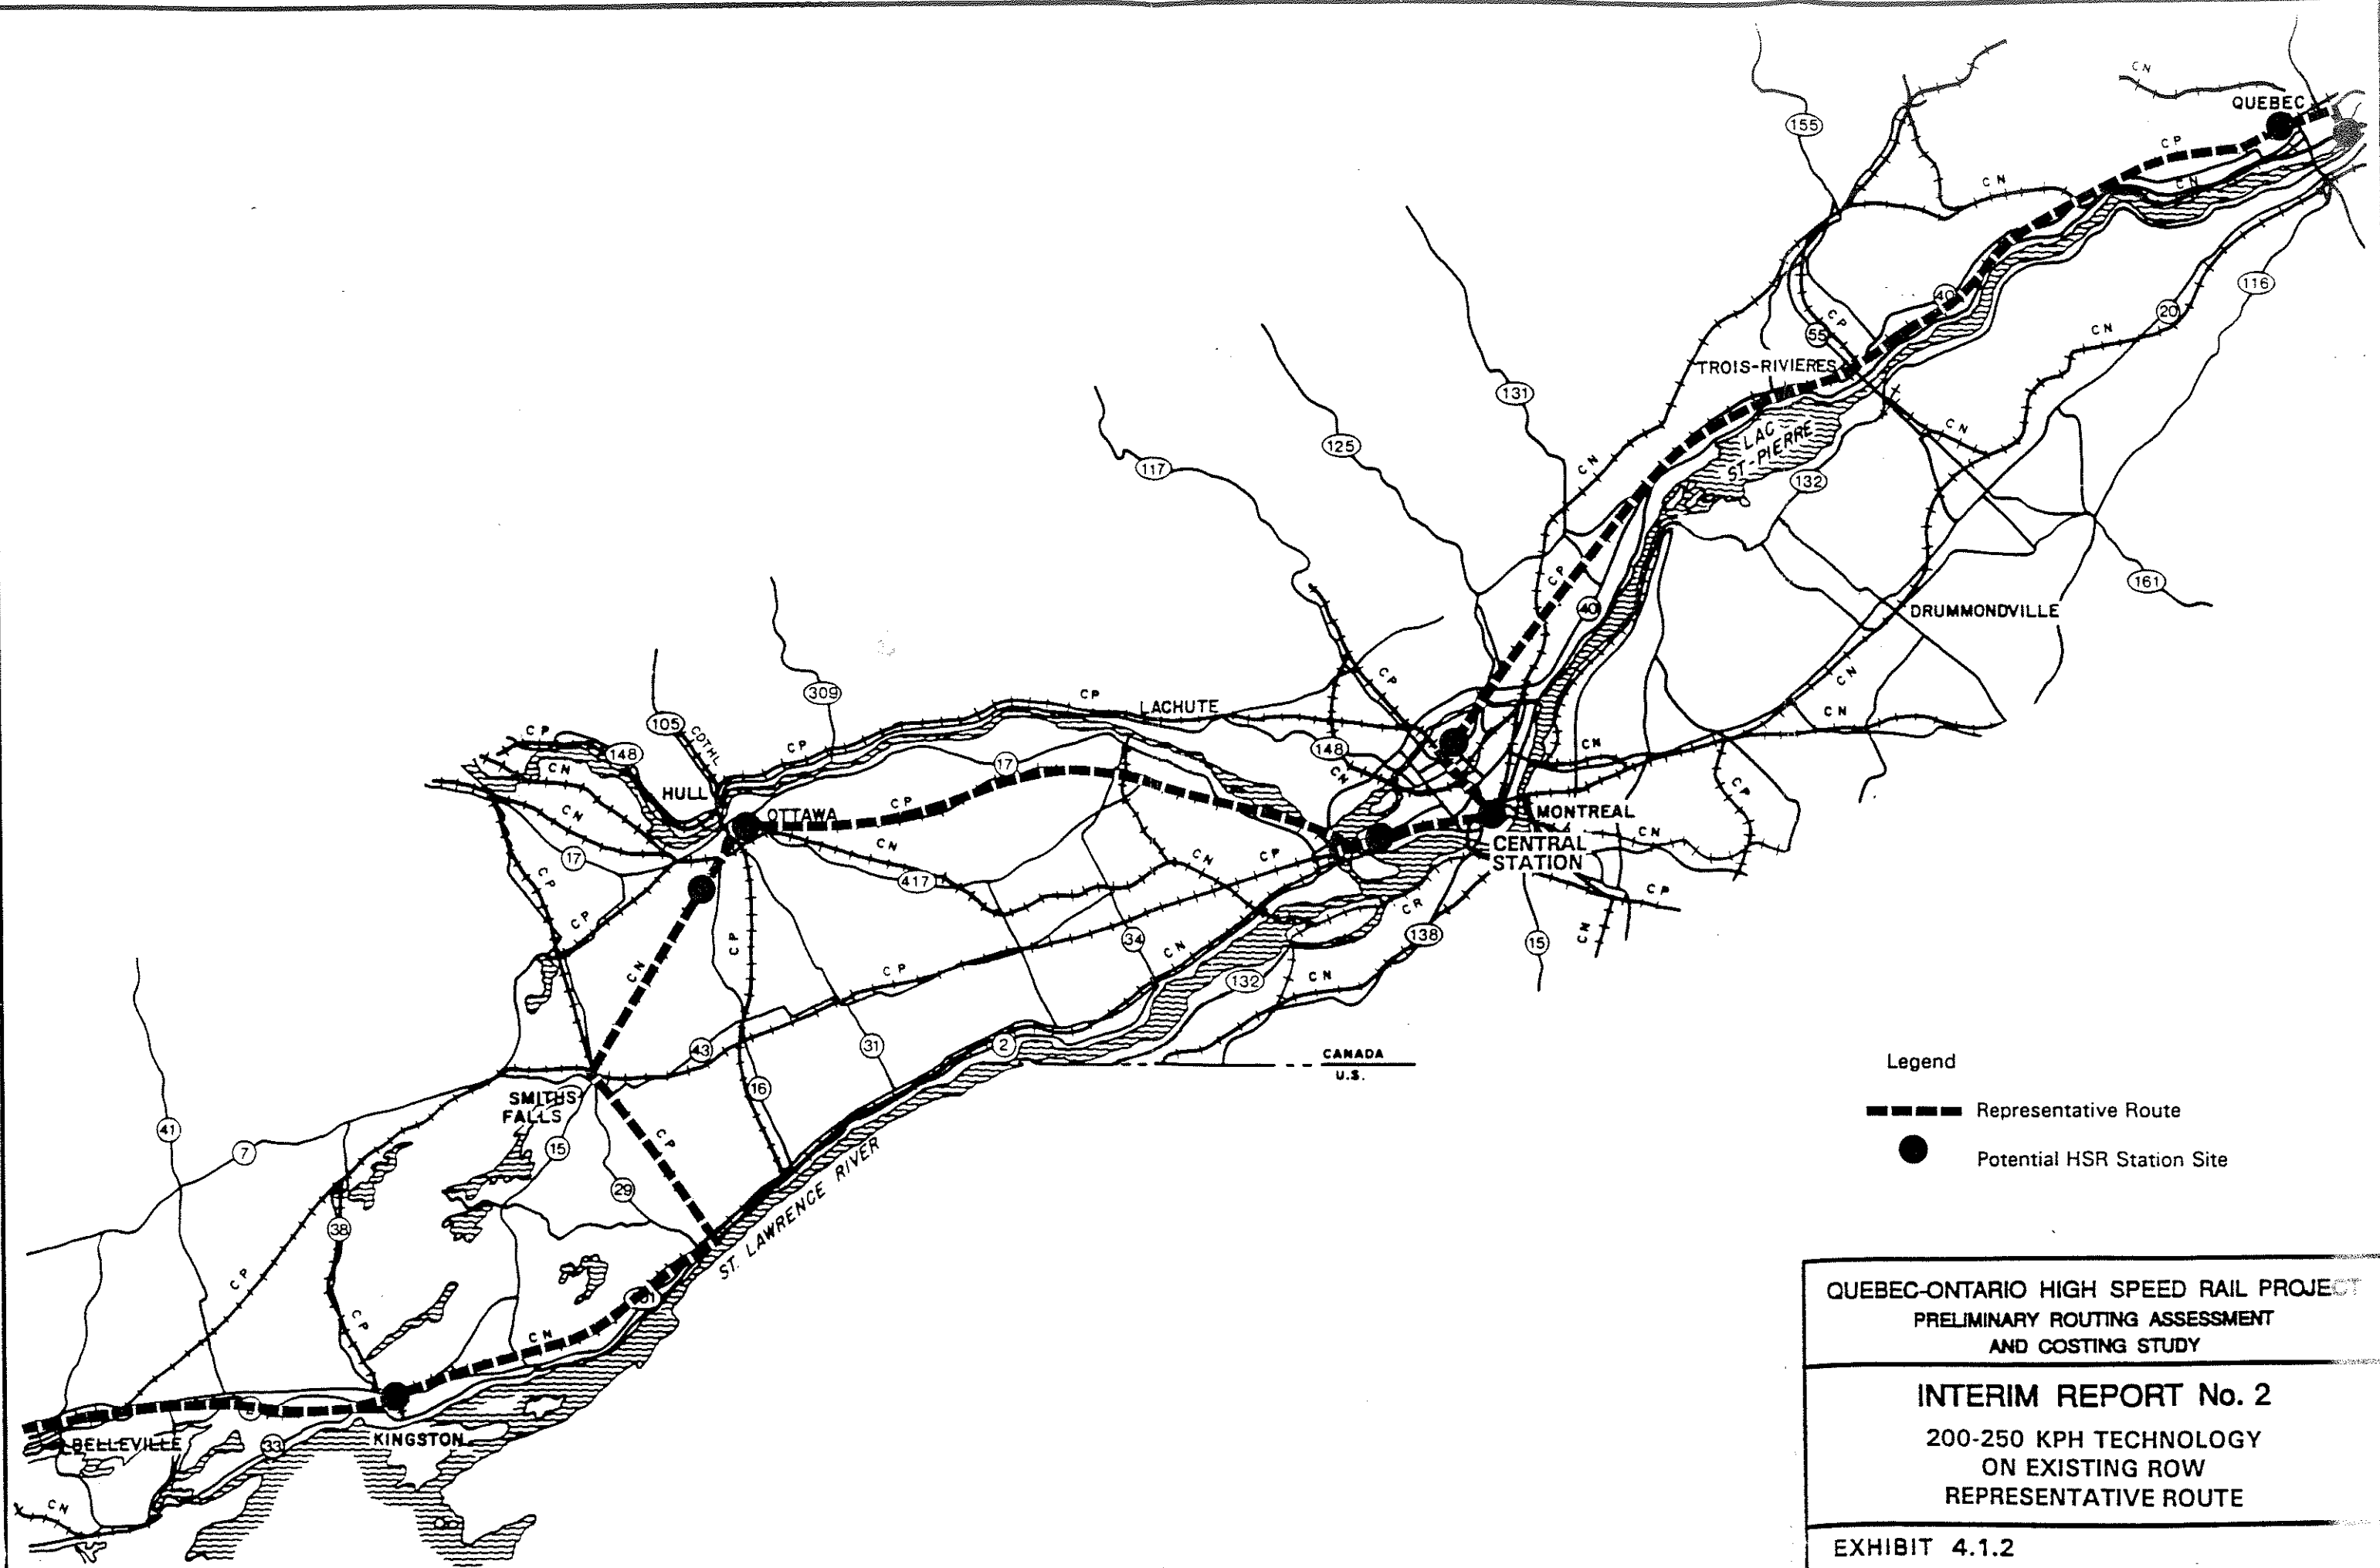 CN
QUEBEC
155
CP
CN
CN
116
40
20
CP
55
CN
TROIS-RIVIERES
131
CN
LAC
ST-PIERRE
125
CN
117
132
CP
161
40
DRUMMONDVILLE
CP
CN
309
CP
LACHUTE
105
COTHL
CN
CP
148
CP
148
CN
17
CN
CN
CP
HULL
CP
OTTAWA
MONTREAL
CN
CN
CN
CENTRAL
STATION
17
CN
CP
CP
417
CP
CR
CP
CP
34
138
15
CN
CP
CN
CN
CP
132
CN
43
31
2
CANADA
U.S.
16
SMITHS
FALLS
Legend
Representative Route
41
CP
7
15
Potential HSR Station Site
29
38
ST. LAWRENCE RIVER
CP
CP
CN
QUEBEC-ONTARIO HIGH SPEED RAIL PROJECT
PRELIMINARY ROUTING ASSESSMENT
AND COSTING STUDY
INTERIM REPORT No. 2
BELLEVILLE
33
KINGSTON
200-250 KPH TECHNOLOGY
ON EXISTING ROW
REPRESENTATIVE ROUTE
CN
EXHIBIT 4.1.2